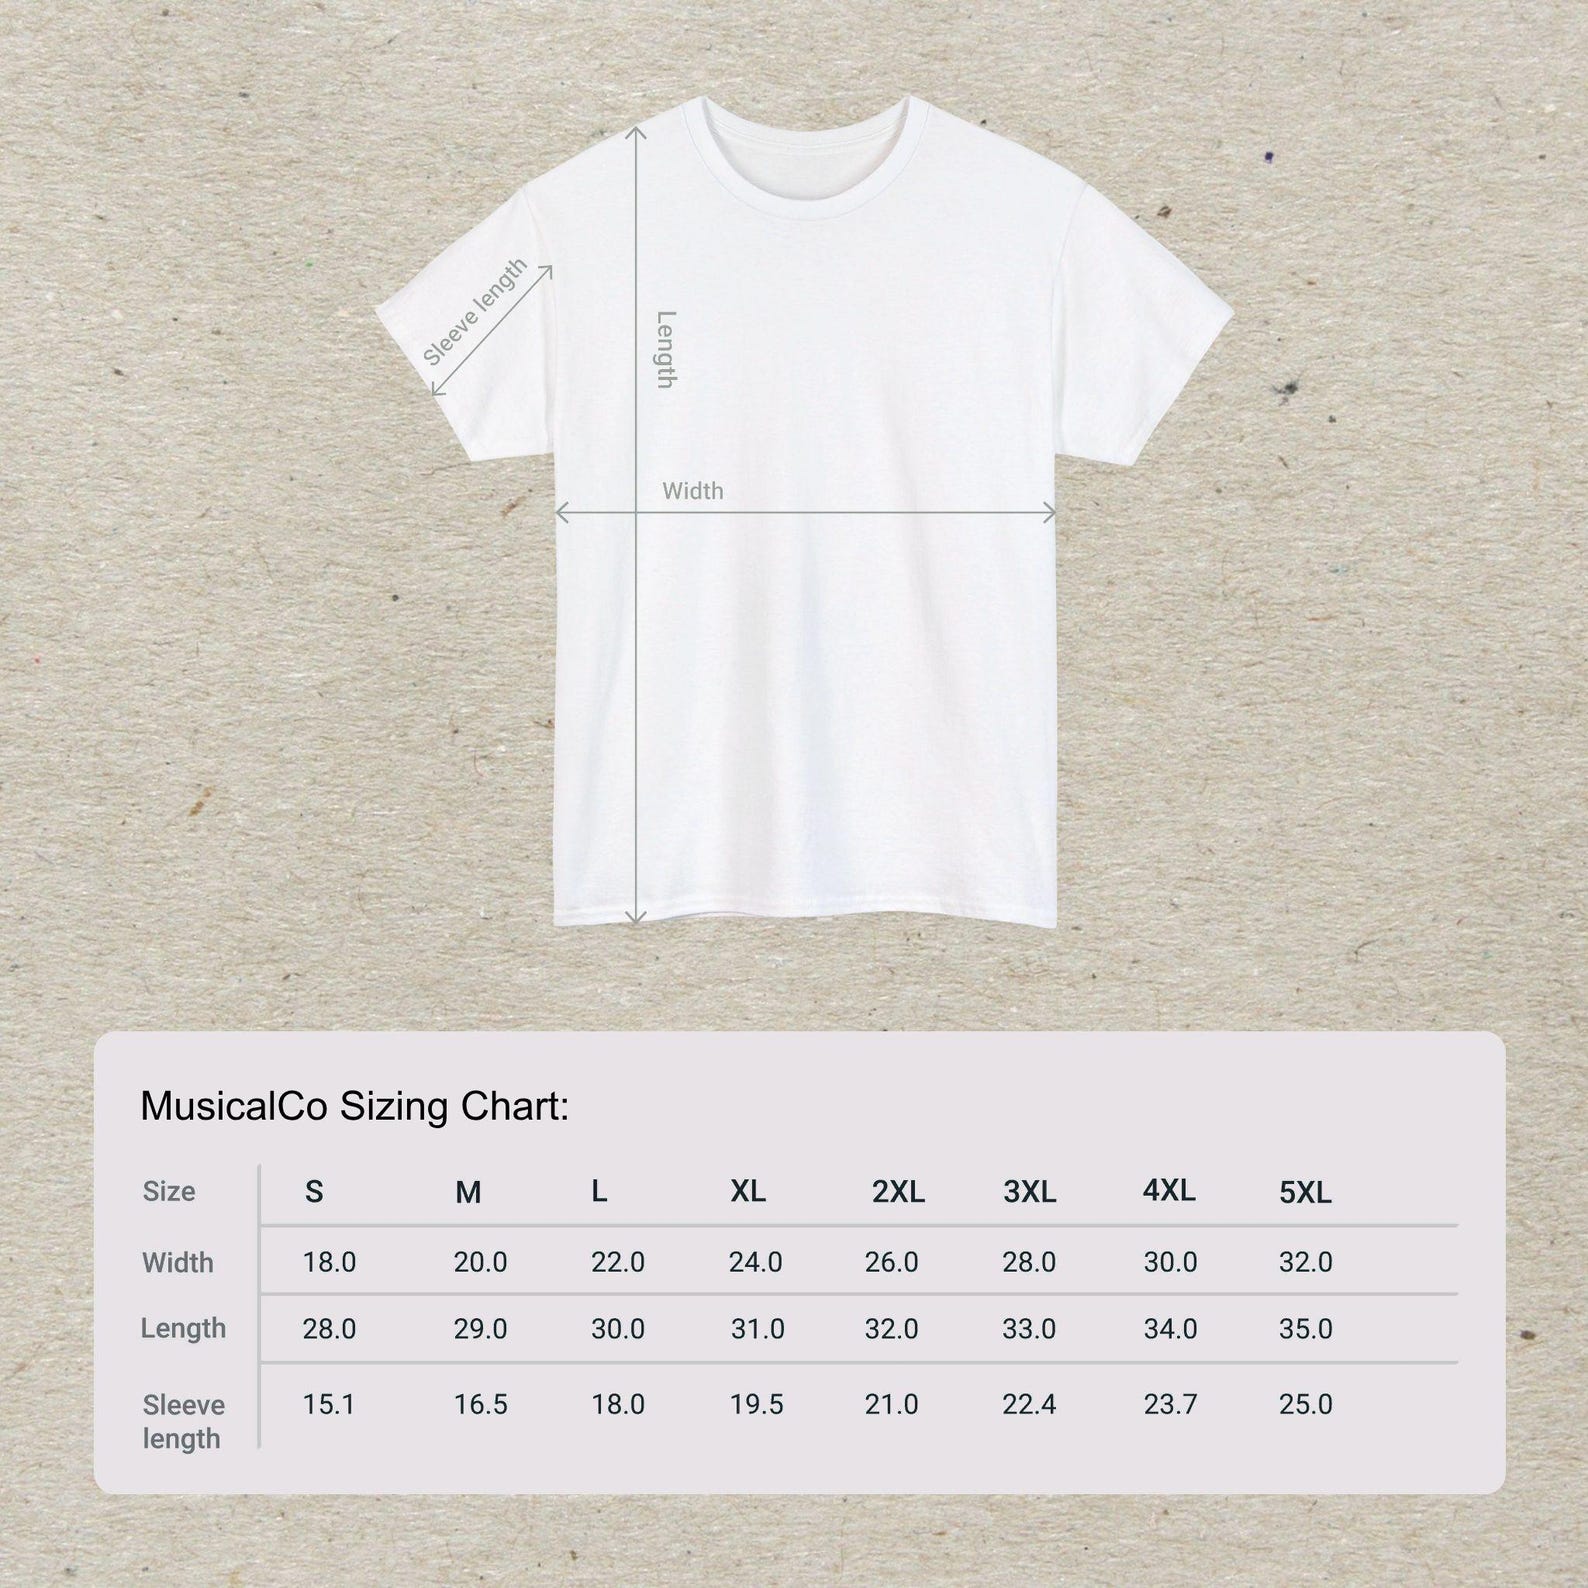 Sleeve length
Length
Width
MusicalCo Sizing Chart:
Size S M L XL 2XL 3XL 4XL 5XL
Width 18.0 20.0 22.0 24.0 26.0 28.0 30.0 32.0
Length 28.0 29.0 30.0 31.0 32.0 33.0 34.0 35.0
Sleeve 15.1 16.5 18.0 19.5 21.0 22.4 23.7 25.0
length